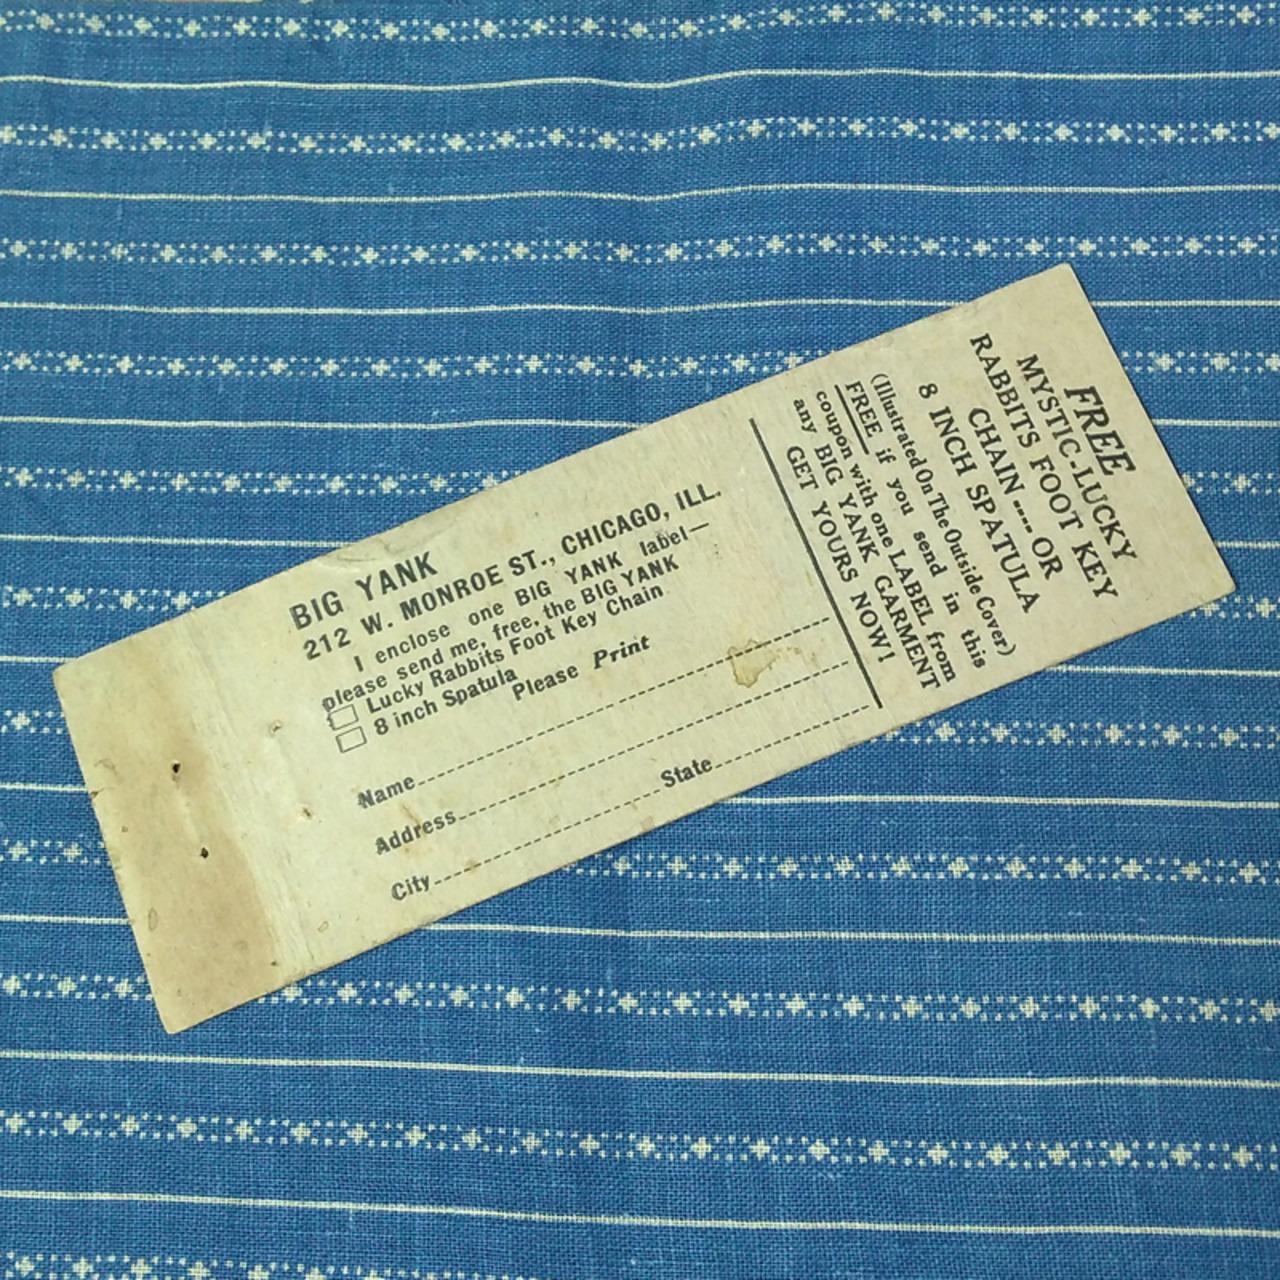 FREE
MYSTIC-LUCKY
RABBITS FOOT KEY
CHAIN ---- OR
8 INCH SPATULA
(Illustrated On The Outside Cover)
FREE if you send in this
coupon with one LABEL from
any BIG YANK GARMENT
GET YOURS NOW!
BIG YANK
212 W. MONROE ST., CHICAGO, ILL.
I enclose one BIG YANK label—
please send me, free, the BIG YANK
Lucky Rabbits Foot Key Chain
8 inch Spatula
Please Print
Name
Address
City State